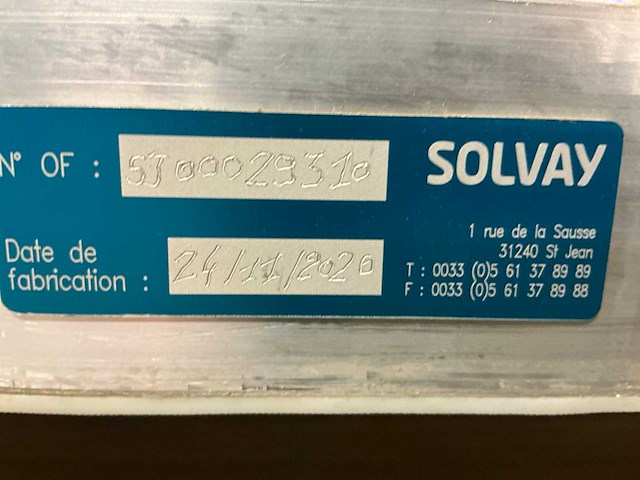 SOLVAY
N° OF : SJ00029310
1 rue de la Sausse
31240 St Jean
Date de
fabrication : 24/11/2020
T : 0033 (0)5 61 37 89 89
F : 0033 (0)5 61 37 89 88